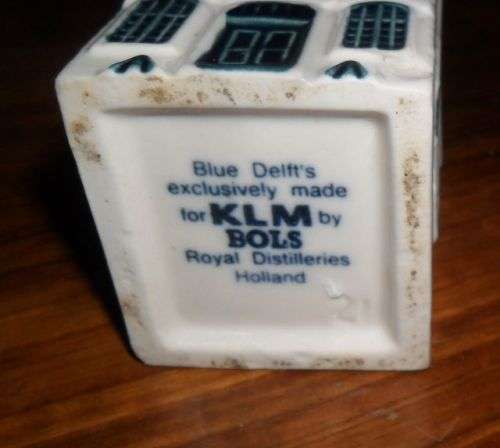 Blue Delft's
exclusively made
for KLM by
BOLS
Royal Distilleries
Holland